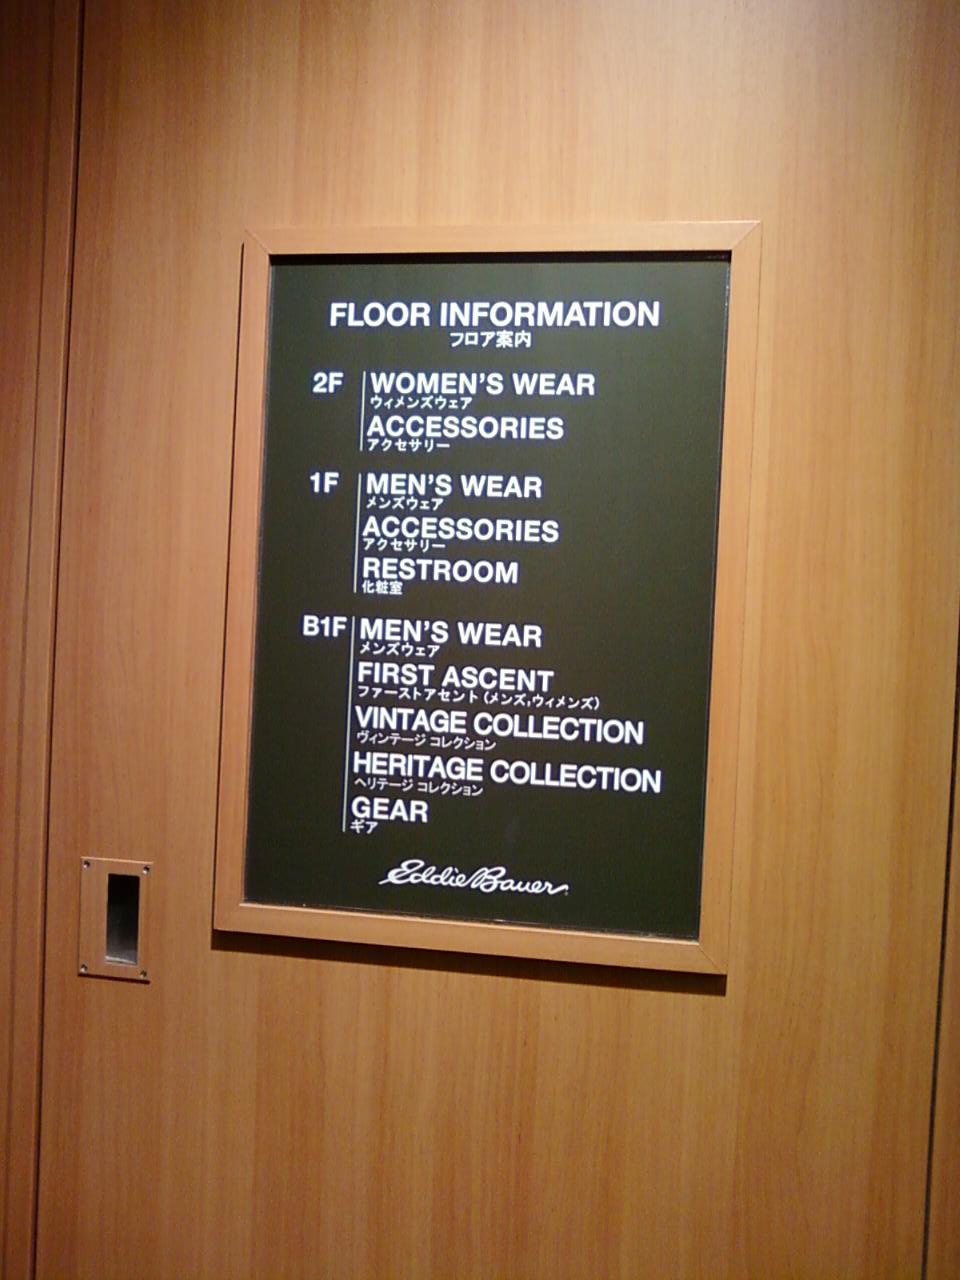 FLOOR INFORMATION
フロア案内
2F
WOMEN'S WEAR
ウィメンズウェア
ACCESSORIES
アクセサリー
1F
MEN'S WEAR
メンズウェア
ACCESSORIES
アクセサリー
RESTROOM
化粧室
B1F
MEN'S WEAR
メンズウェア
FIRST ASCENT
ファーストアセント（メンズ,ウィメンズ）
VINTAGE COLLECTION
ヴィンテージ コレクション
HERITAGE COLLECTION
ヘリテージ コレクション
GEAR
ギア
Eddie Bauer